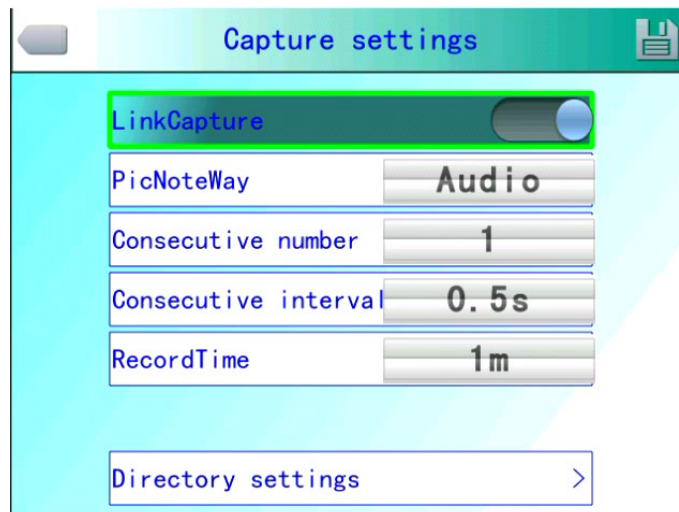 Capture settings
LinkCapture
PicNoteWay Audio
Consecutive number 1
Consecutive interval 0.5s
RecordTime 1m
Directory settings >